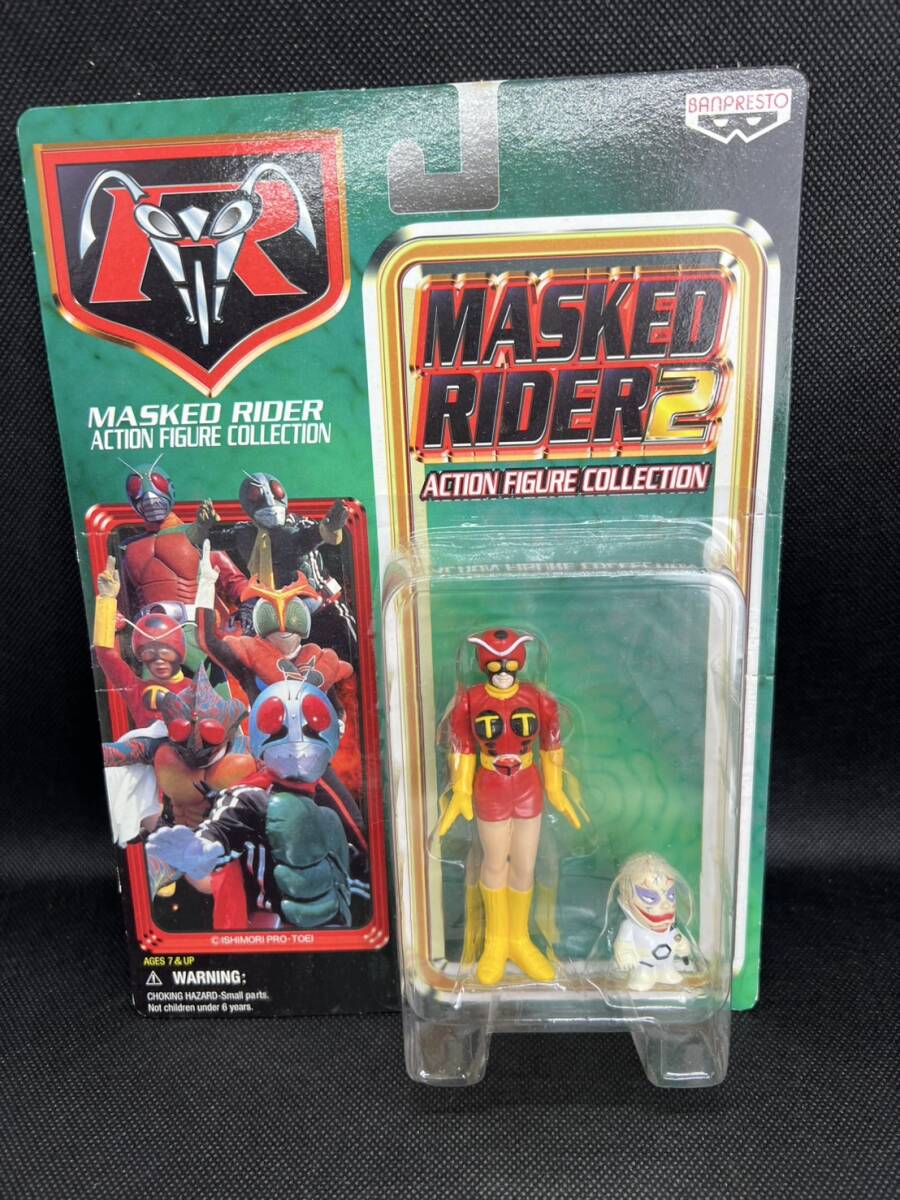 BANPRESTO
MASKED RIDER
ACTION FIGURE COLLECTION
MASKED
RIDER2
ACTION FIGURE COLLECTION
T T
T
© ISHIMORI PRO・TOEI
AGES 7 & UP
WARNING:
CHOKING HAZARD-Small parts.
Not children under 6 years.